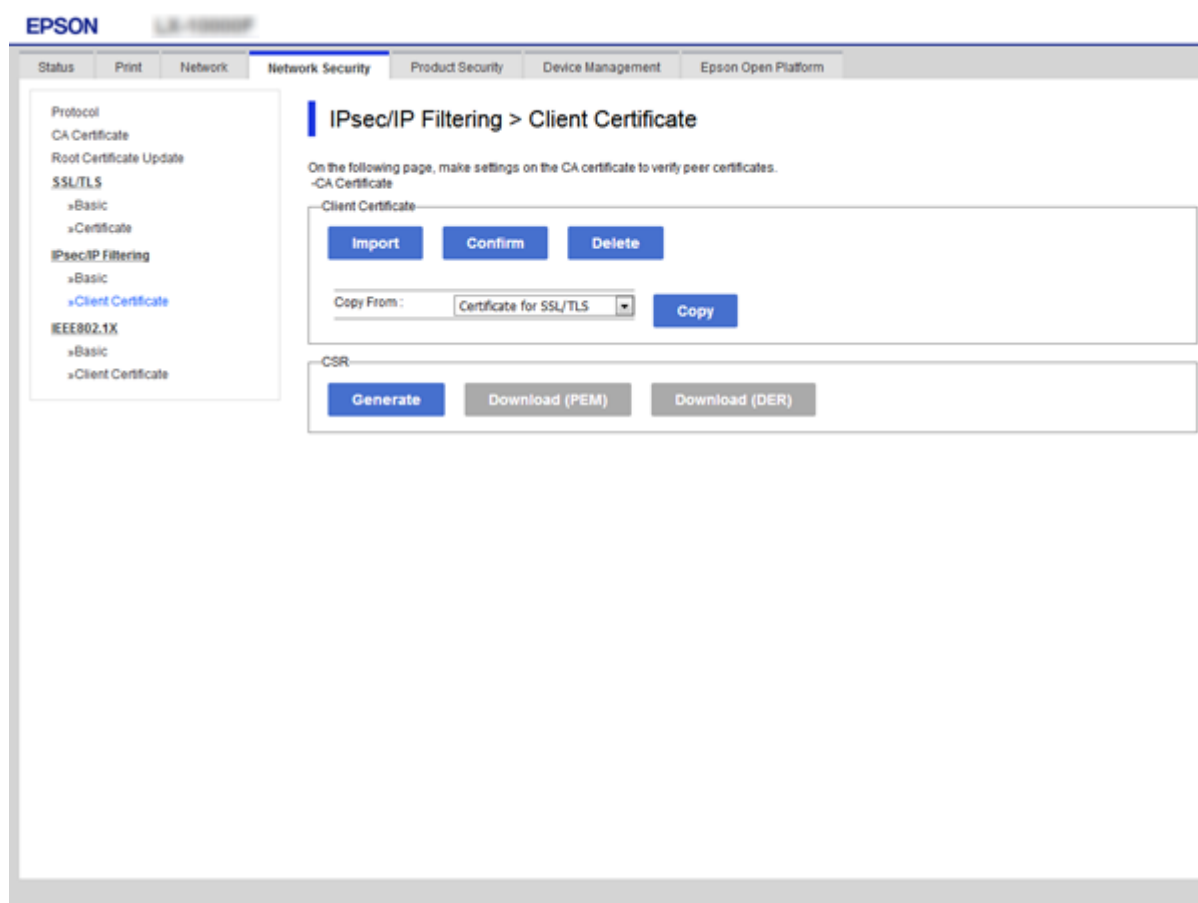 EPSON
Status Print Network Network Security Product Security Device Management Epson Open Platform
Protocol
CA Certificate
Root Certificate Update
SSL/TLS
»Basic
»Certificate
IPsec/IP Filtering
»Basic
»Client Certificate
IEEE802.1X
»Basic
»Client Certificate
IPsec/IP Filtering > Client Certificate
On the following page, make settings on the CA certificate to verify peer certificates.
-CA Certificate
Client Certificate
Import Confirm Delete
Copy From : Certificate for SSL/TLS Copy
CSR
Generate Download (PEM) Download (DER)